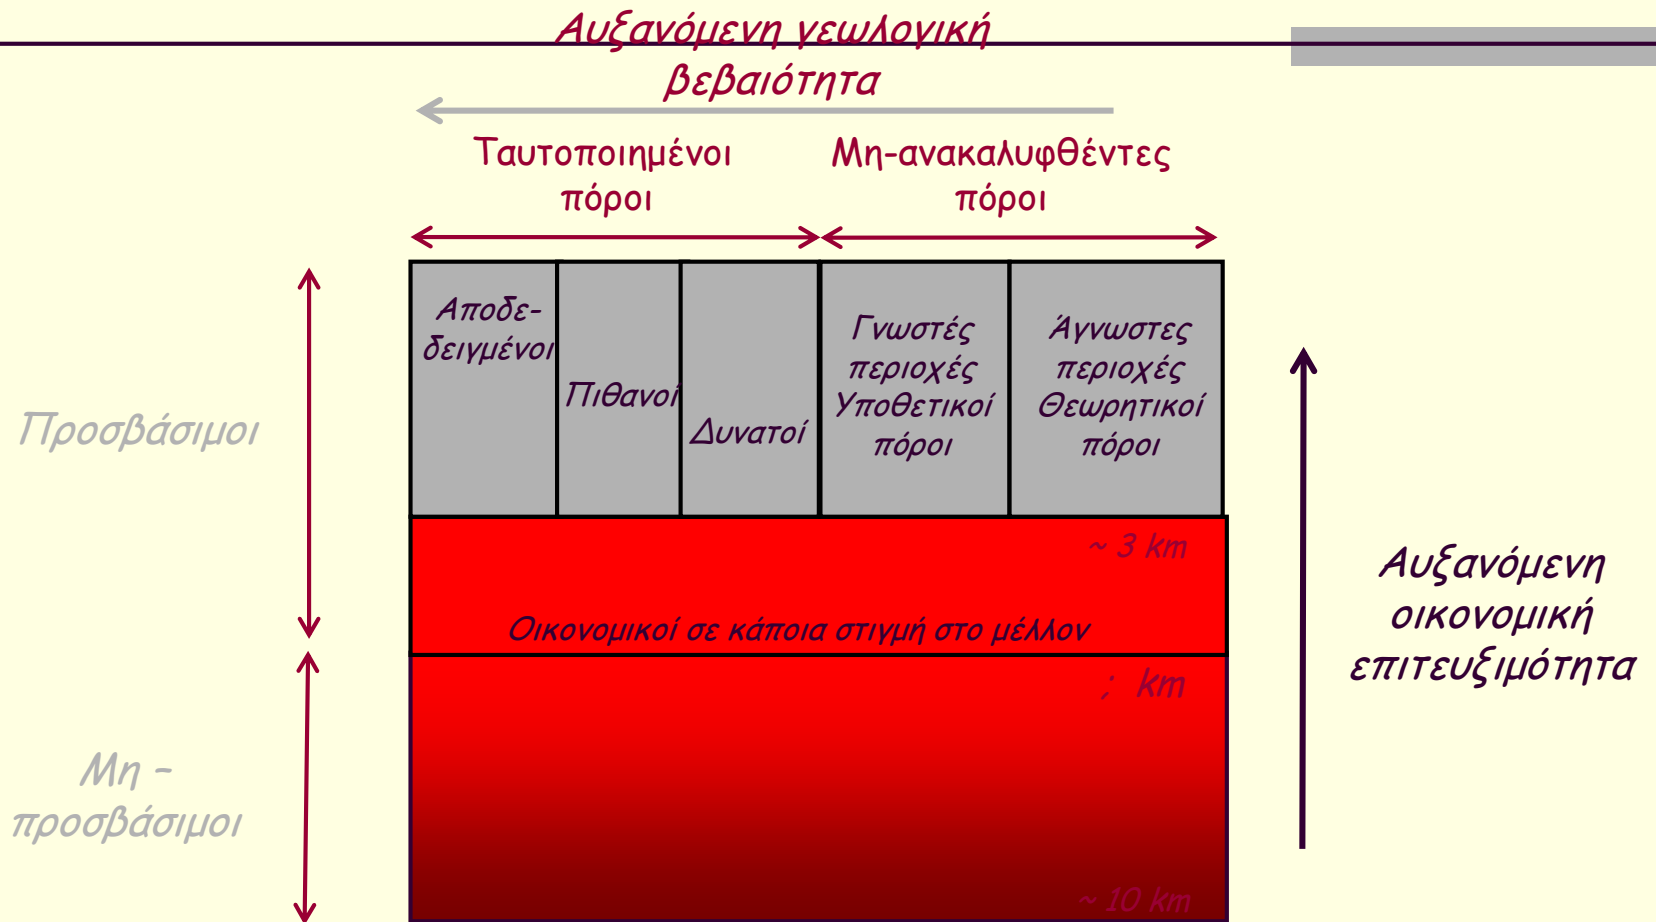 Αυξανόμενη γεωλογική
βεβαιότητα
Ταυτοποιημένοι
πόροι
Μη-ανακαλυφθέντες
πόροι
Αποδε-
δειγμένοι
Πιθανοί
Δυνατοί
Γνωστές
περιοχές
Υποθετικοί
πόροι
Άγνωστες
περιοχές
Θεωρητικοί
πόροι
Προσβάσιμοι
~ 3 km
Οικονομικοί σε κάποια στιγμή στο μέλλον
Αυξανόμενη
οικονομική
επιτευξιμότητα
; km
Μη –
προσβάσιμοι
~ 10 km